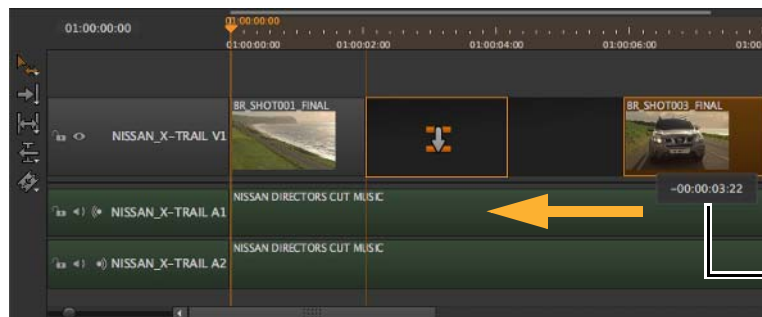 01:00:00:00
01:00:00:00
01:00:00:00 01:00:02:00 01:00:04:00 01:00:06:00 01:00
BR_SHOT001_FINAL BR_SHOT003_FINAL
NISSAN_X-TRAIL V1
-00:00:03:22
NISSAN DIRECTORS CUT MUSIC
NISSAN_X-TRAIL A1
NISSAN DIRECTORS CUT MUSIC
NISSAN_X-TRAIL A2